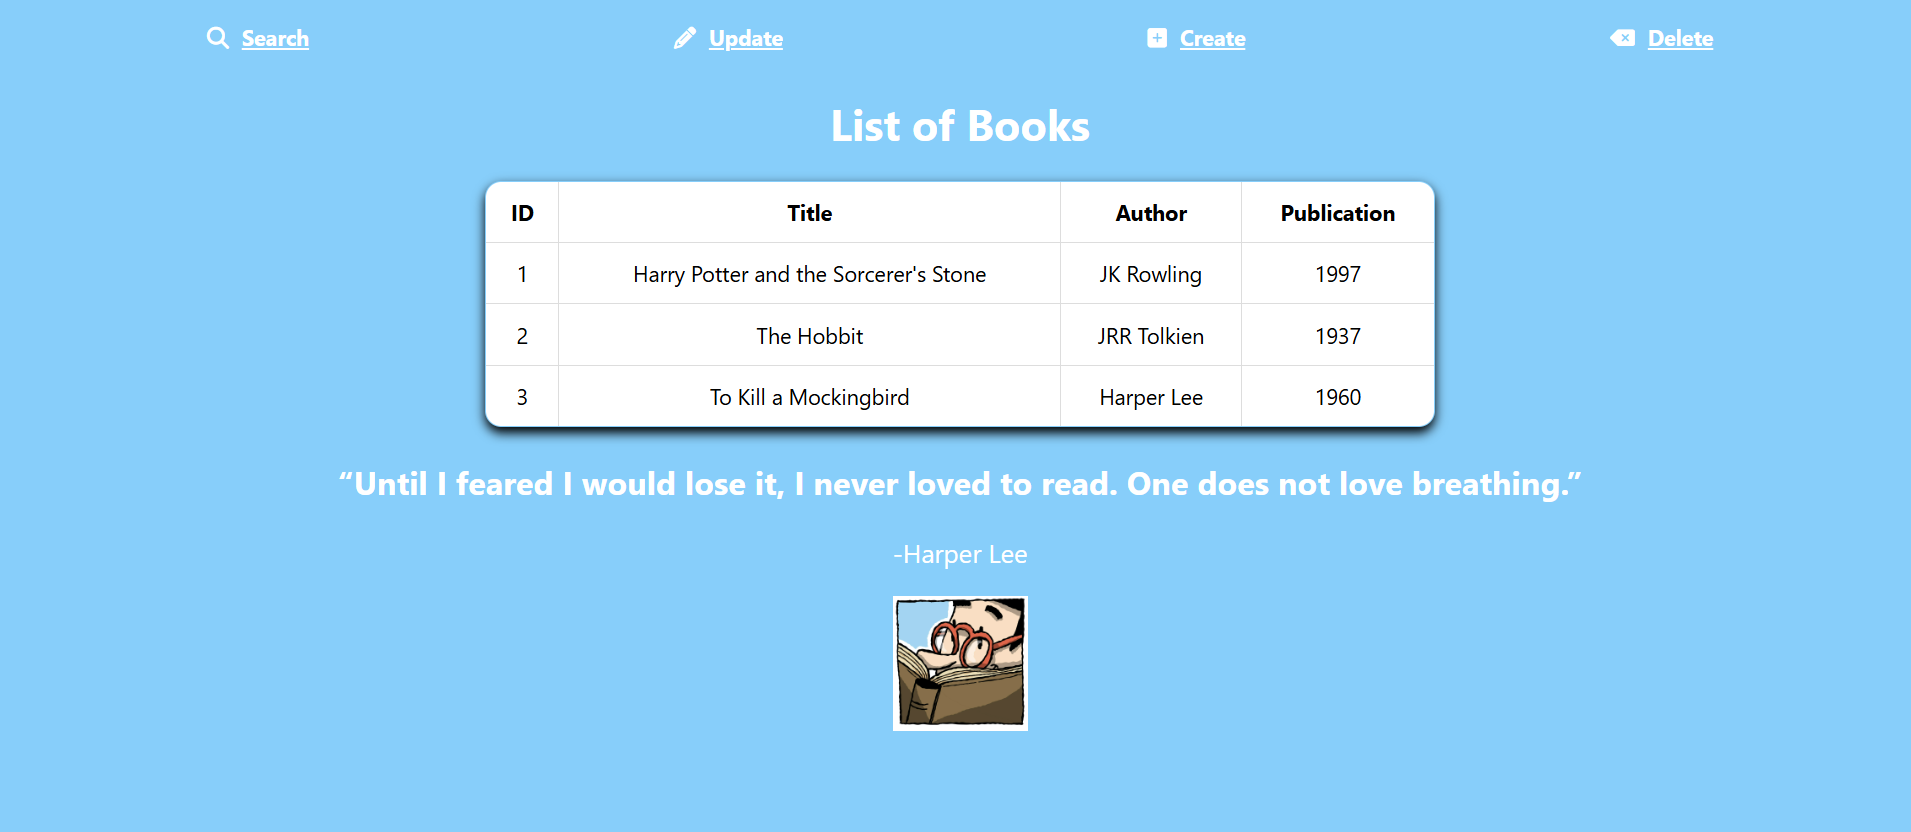 Search Update Create Delete
List of Books
ID Title Author Publication
1 Harry Potter and the Sorcerer's Stone JK Rowling 1997
2 The Hobbit JRR Tolkien 1937
3 To Kill a Mockingbird Harper Lee 1960
“Until I feared I would lose it, I never loved to read. One does not love breathing.”
-Harper Lee